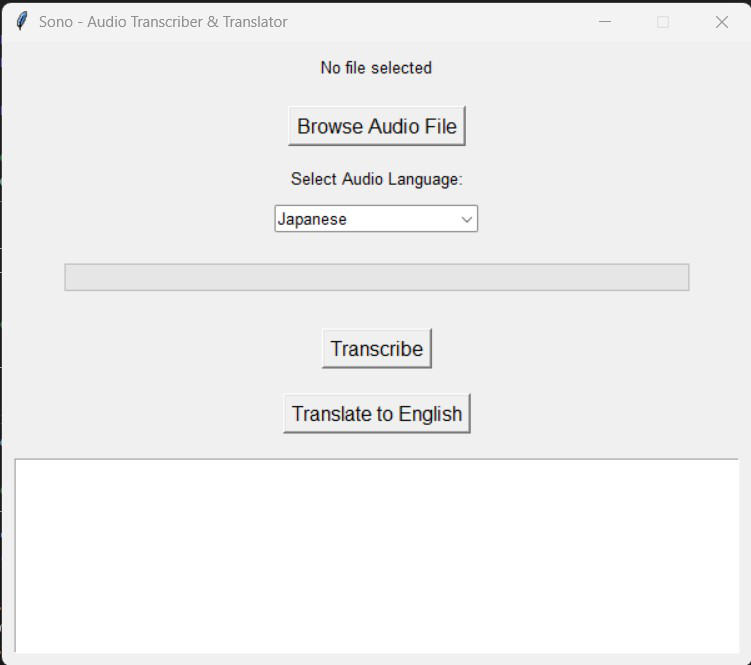 Sono - Audio Transcriber & Translator
No file selected
Browse Audio File
Select Audio Language:
Japanese
Transcribe
Translate to English